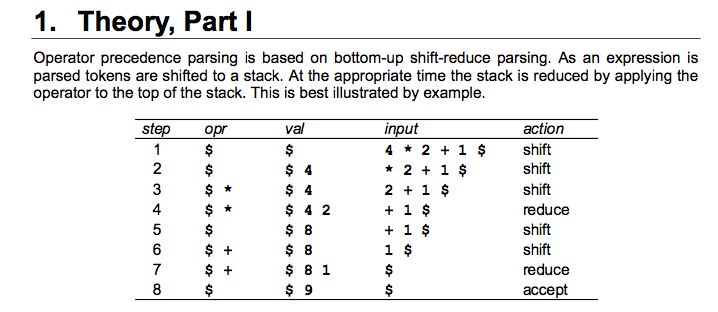 1. Theory, Part I
Operator precedence parsing is based on bottom-up shift-reduce parsing. As an expression is
parsed tokens are shifted to a stack. At the appropriate time the stack is reduced by applying the
operator to the top of the stack. This is best illustrated by example.
step opr val input action
1 $ $ 4 * 2 + 1 $ shift
2 $ $ 4 * 2 + 1 $ shift
3 $ * $ 4 2 + 1 $ shift
4 $ * $ 4 2 + 1 $ reduce
5 $ $ 8 + 1 $ shift
6 $ + $ 8 1 $ shift
7 $ + $ 8 1 $ reduce
8 $ $ 9 $ accept